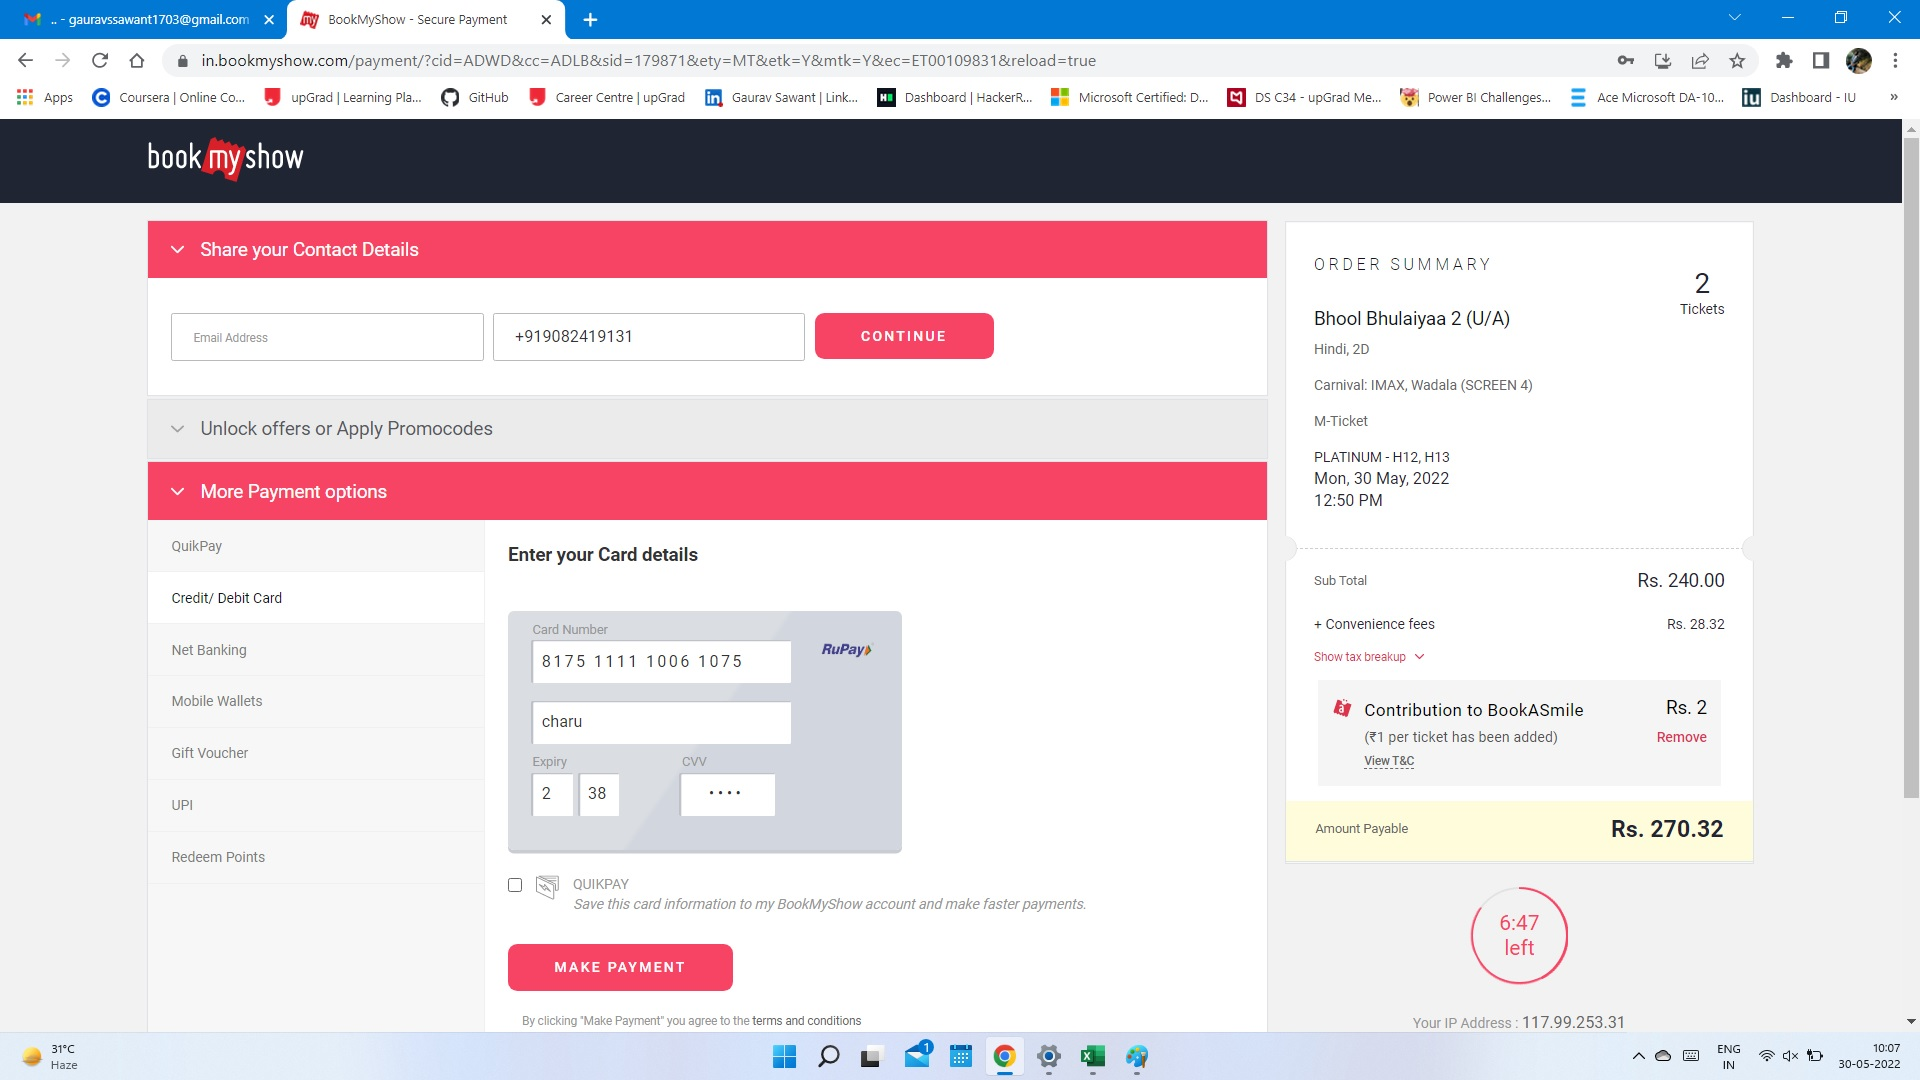 .. - gauravssawant1703@gmail.com
BookMyShow - Secure Payment
in.bookmyshow.com/payment/?cid=ADWD&cc=ADLB&sid=179871&ety=MT&etk=Y&mtk=Y&ec=ET00109831&reload=true
Apps
Coursera | Online Co...
upGrad | Learning Pla...
GitHub
Career Centre | upGrad
Gaurav Sawant | Link...
Dashboard | HackerR...
Microsoft Certified: D...
DS C34 - upGrad Me...
Power BI Challenges...
Ace Microsoft DA-10...
Dashboard - IU
book my show
Share your Contact Details
Email Address
+919082419131
CONTINUE
Unlock offers or Apply Promocodes
More Payment options
QuikPay
Credit/ Debit Card
Net Banking
Mobile Wallets
Gift Voucher
UPI
Redeem Points
Enter your Card details
Card Number
8175 1111 1006 1075
RuPay
charu
Expiry
CVV
2
38
••••
QUIKPAY
Save this card information to my BookMyShow account and make faster payments.
MAKE PAYMENT
By clicking "Make Payment" you agree to the terms and conditions
ORDER SUMMARY
2
Tickets
Bhool Bhulaiyaa 2 (U/A)
Hindi, 2D
Carnival: IMAX, Wadala (SCREEN 4)
M-Ticket
PLATINUM - H12, H13
Mon, 30 May, 2022
12:50 PM
Sub Total
Rs. 240.00
+ Convenience fees
Rs. 28.32
Show tax breakup
Contribution to BookASmile
Rs. 2
(₹1 per ticket has been added)
Remove
View T&C
Amount Payable
Rs. 270.32
6:47
left
Your IP Address : 117.99.253.31
31°C
Haze
1
ENG
IN
10:07
30-05-2022